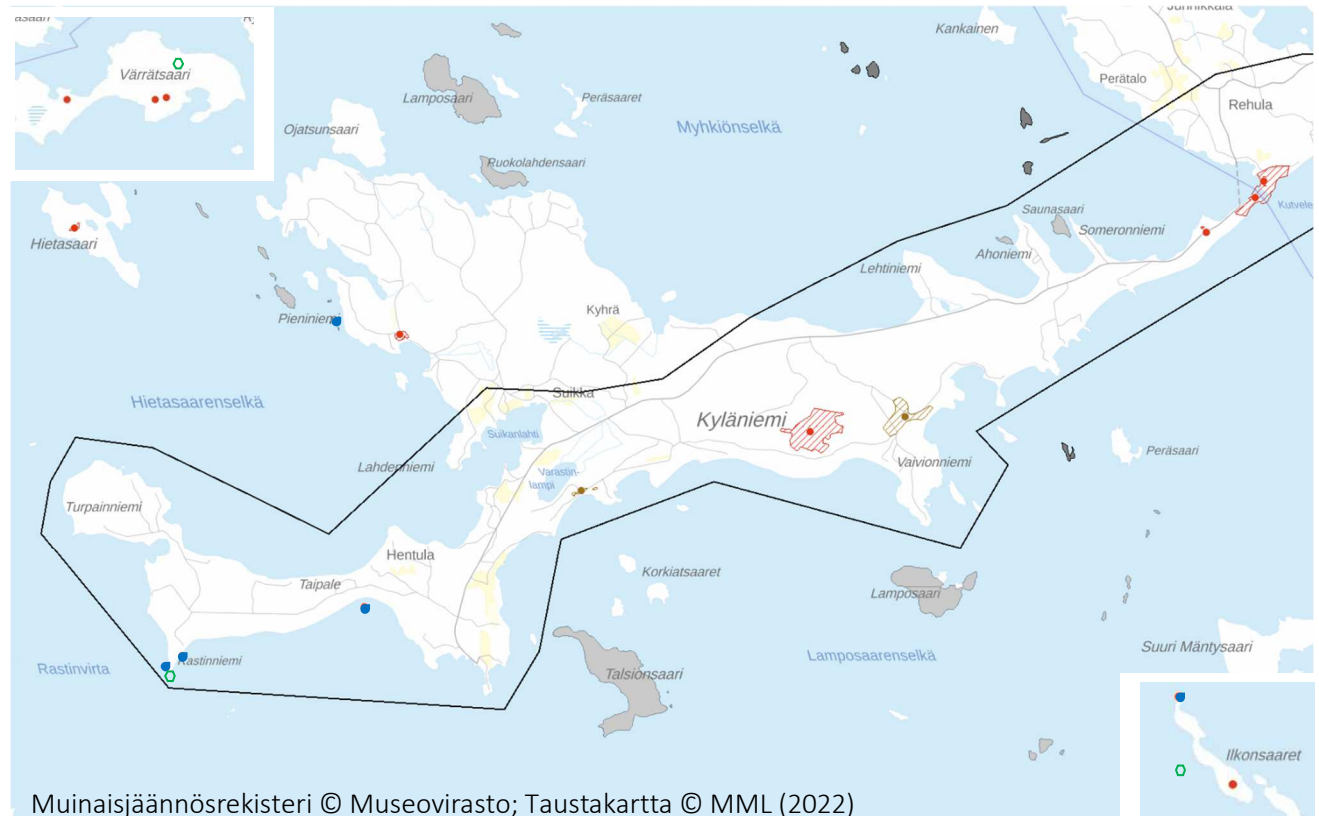 Kankainen
Junnikkala
Värrätsaari
Perätalo
Lamposaari
Peräsaaret
Rehula
Ojatsunsaari
Myhkiönselkä
Ruokolahdensaari
Kutvele
Saunasaari
Hietasaari
Someronniemi
Ahoniemi
Lehtiniemi
Pieniniemi
Kyhrä
Suikka
Hietasaarenselkä
Kyläniemi
Suikanlahti
Peräsaari
Lahdenniemi
Vaivionniemi
Varastin-
lampi
Turpainniemi
Hentula
Korkiatsaaret
Taipale
Lamposaari
Suuri Mäntysaari
Rastinniemi
Lamposaarenselkä
Rastinvirta
Talsionsaari
Ilkonsaaret
Muinaisjäännösrekisteri © Museovirasto; Taustakartta © MML (2022)